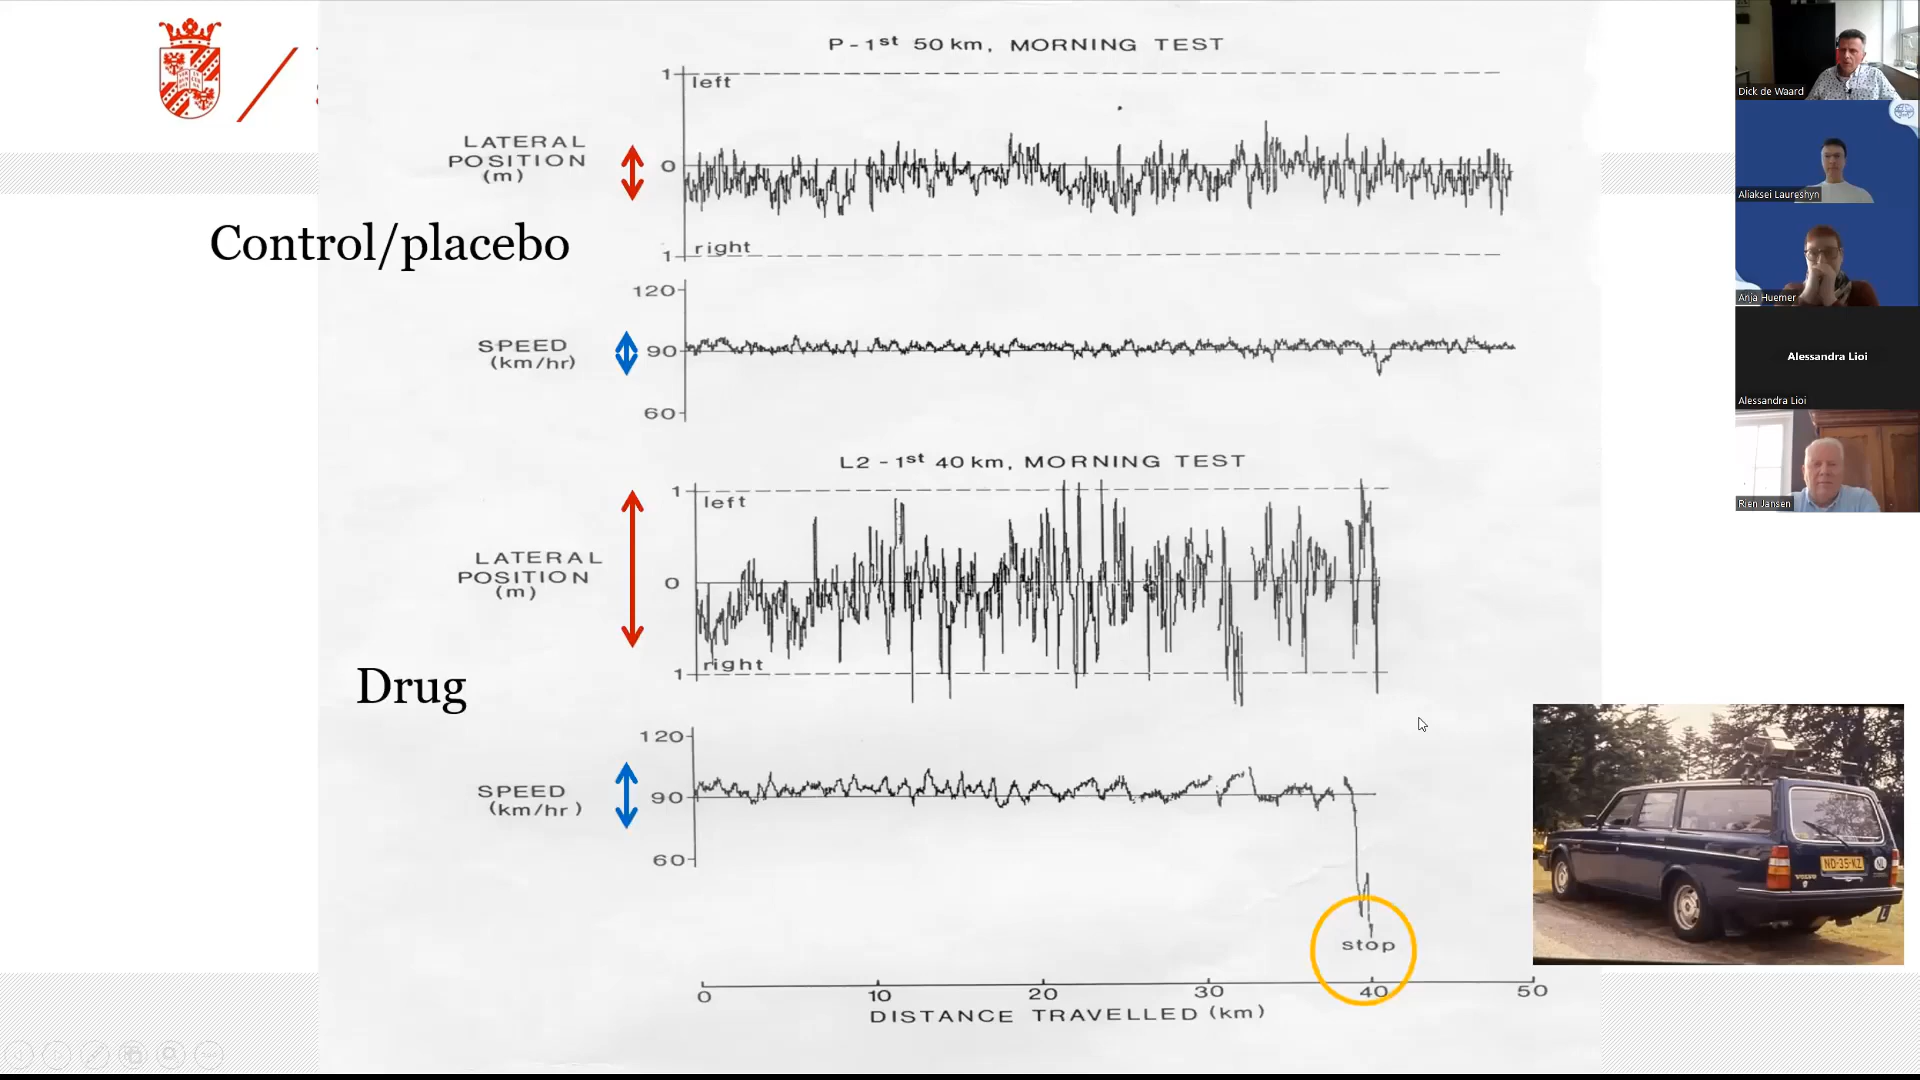 P-1st 50 km, MORNING TEST
1
left
LATERAL
POSITION
(m)
0
Control/placebo
right
1
120
SPEED
(km/hr)
90
60
L2-1st 40 km, MORNING TEST
1
left
LATERAL
POSITION
(m)
0
right
1
Drug
120
SPEED
(km/hr)
90
60
stop
0 10 20 30 40 50
DISTANCE TRAVELLED (km)
Dick de Waard
Aliaksei Laureshyn
Anja Huemer
Alessandra Lioi
Alessandra Lioi
Rien Jansen
ND-35-KZ
NL
VOLVO